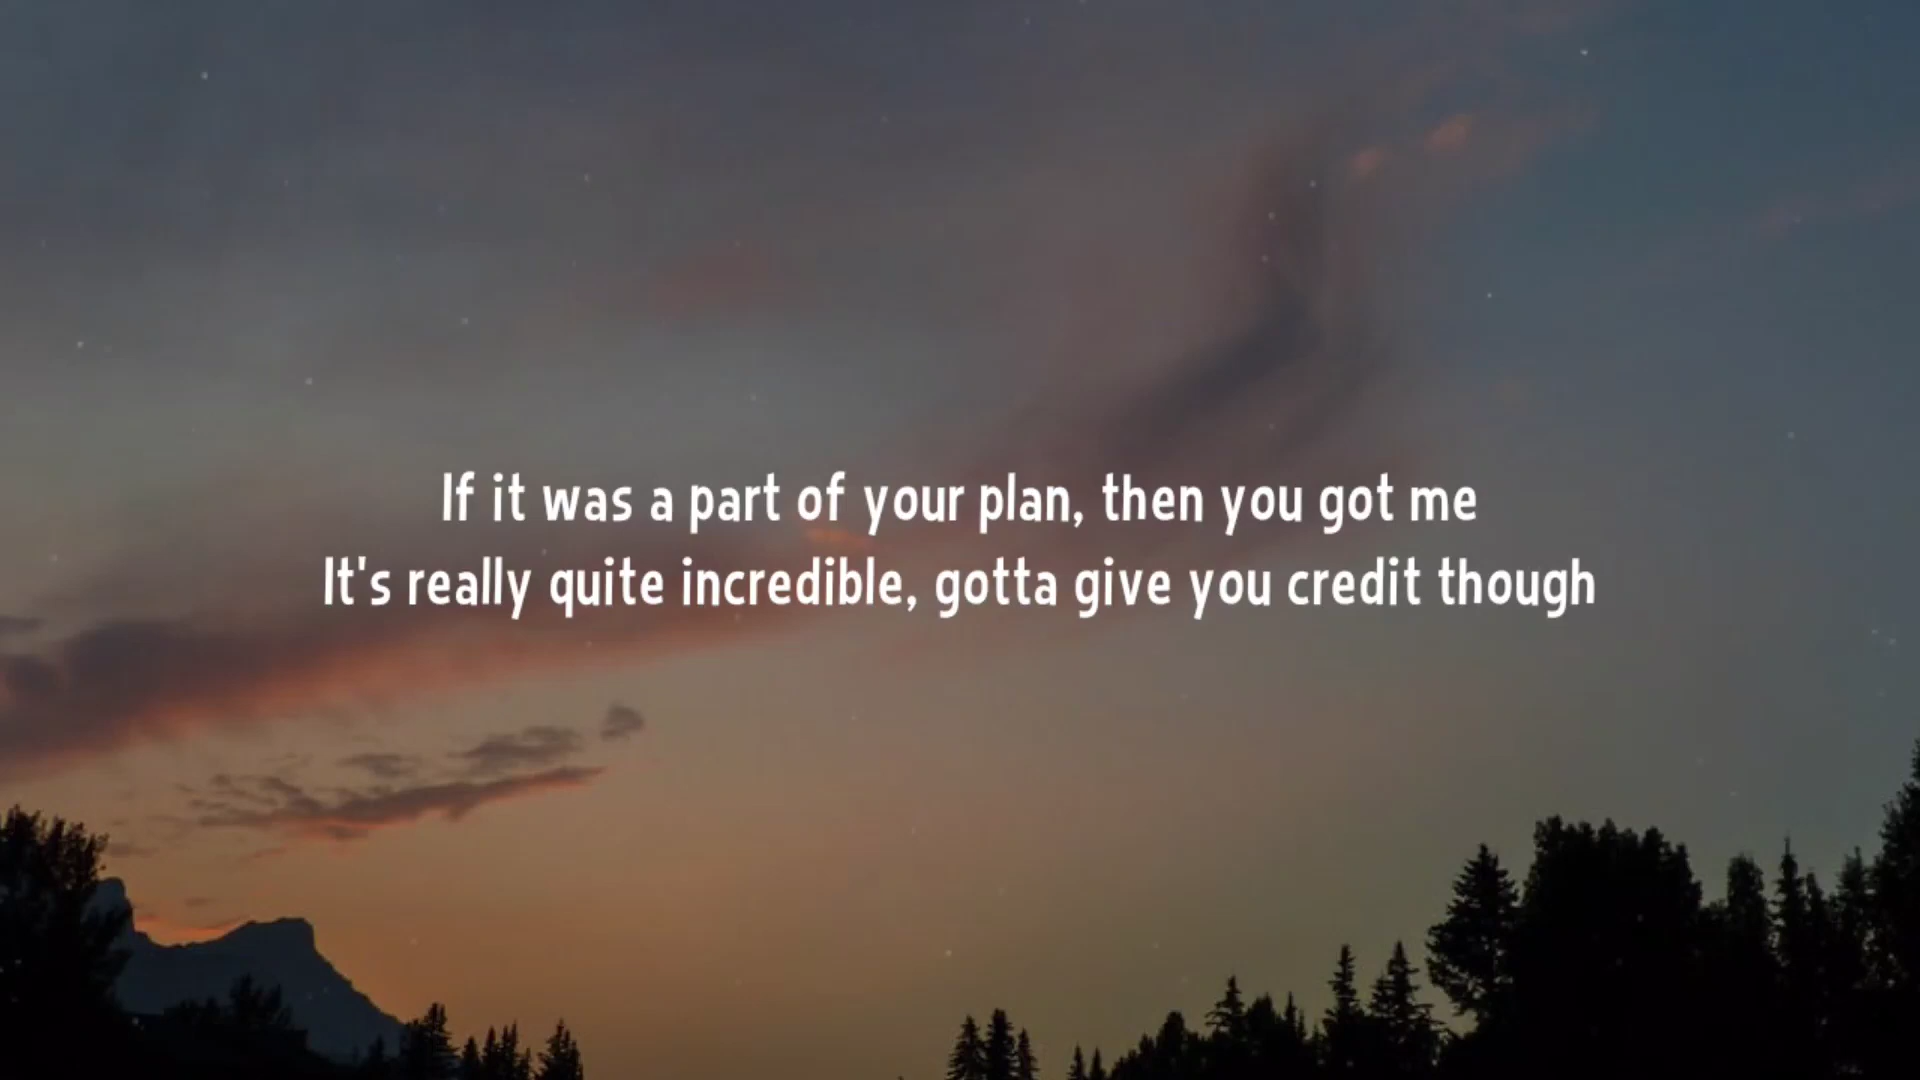 If it was a part of your plan, then you got me
It's really quite incredible, gotta give you credit though